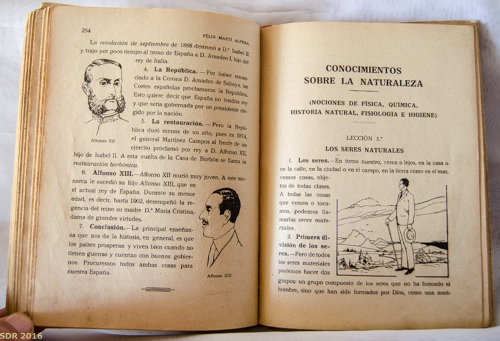 254
FELIX MARTI ALPERA
La revolución de septiembre de 1868 destronó a D.ª Isabel II
y trajo por poco tiempo al trono de España a D. Amadeo I, hijo del
rey de Italia.
4. La República. — Por haber renun-
ciado a la Corona D. Amadeo de Saboya, las
Cortes españolas proclamaron la República.
Esto quiere decir que España no tendría rey
y que sería gobernada por un presidente ele-
5. La restauración. — Pero la Repú-
blica duró menos de un año, pues en 1874,
el general Martínez Campos al frente de un
ejército proclamó por rey a D. Alfonso XII,
Alfonso XII
hijo de Isabel II. A esta vuelta de la Casa de Borbón se llama la
restauración borbónica.
6. Alfonso XIII. — Alfonso XII murió muy joven. A este mo-
narca le sucedió su hijo Alfonso XIII, que es
el actual rey de España. Durante su menor
edad, es decir, hasta 1902, desempeñó la re-
gencia del reino su madre D.ª María Cristina,
dama de grandes virtudes.
7. Conclusión. — La principal enseñan-
za que nos da la historia, en general, es que
los países prosperan y viven bien cuando no
tienen guerras y cuentan con buenos gobier-
nos. Procuremos todos ambas cosas para
nuestra España.
Alfonso XIII
CONOCIMIENTOS
SOBRE LA NATURALEZA
(NOCIONES DE FÍSICA, QUÍMICA,
HISTORIA NATURAL, FISIOLOGIA E HIGIENE)
LECCIÓN 1.ª
LOS SERES NATURALES
1. Los seres. — En torno nuestro, cerca o lejos, en la casa o
en la calle, en la ciudad o en el campo, en la tierra como en el mar,
vemos cosas, obje-
tos de todas clases.
A todas las cosas
que vemos o toca-
mos, podemos lla-
marlas seres mate-
riales.
2. Primera di-
visión de los se-
res. — Pero de todos
los seres materiales
podemos hacer dos
grupos: un grupo compuesto de los seres que no ha formado el
hombre, sino que han sido formados por Dios, como una mon-
SDR 2016